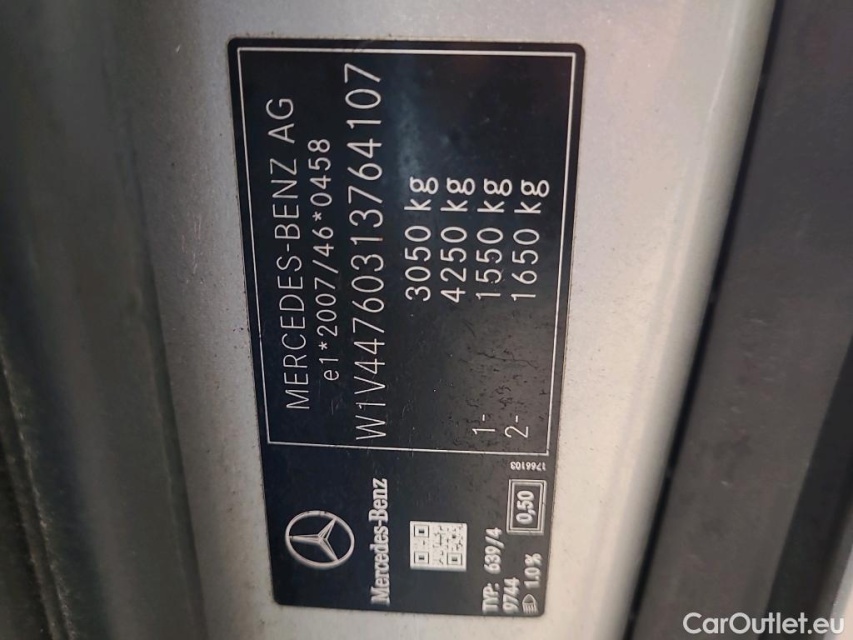 MERCEDES-BENZ AG
e1*2007/46*0458
W1V44760313764107
3050 kg
4250 kg
1- 1550 kg
2- 1650 kg
Mercedes-Benz
TYP: 639/4
9744
1.0 %
0,50
1766103
CarOutlet.eu